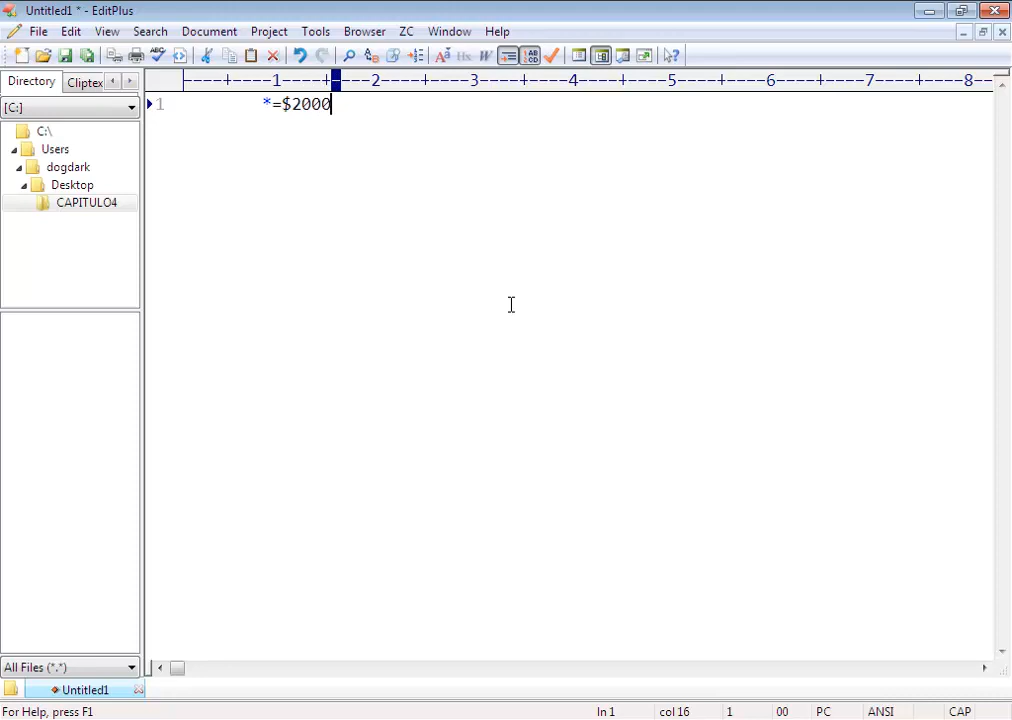 Untitled1 * - EditPlus
File Edit View Search Document Project Tools Browser ZC Window Help
Directory Cliptex
[C:]
C:\
Users
dogdark
Desktop
CAPITULO4
----+----1----+----2----+----3----+----4----+----5----+----6----+----7----+----8--
1 *=$2000
All Files (*.*)
Untitled1
For Help, press F1 ln 1 col 16 1 00 PC ANSI CAP